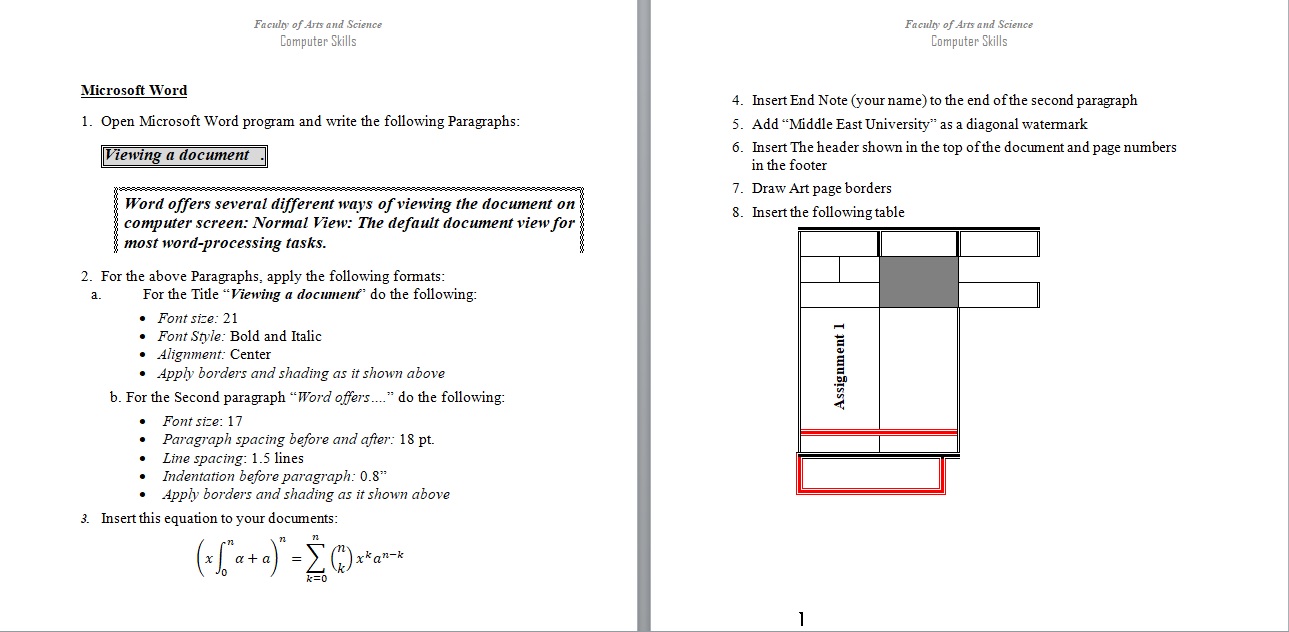 Faculty of Arts and Science
Computer Skills
Microsoft Word
1. Open Microsoft Word program and write the following Paragraphs:
Viewing a document .
Word offers several different ways of viewing the document on
computer screen: Normal View: The default document view for
most word-processing tasks.
2. For the above Paragraphs, apply the following formats:
a. For the Title “Viewing a document” do the following:
• Font size: 21
• Font Style: Bold and Italic
• Alignment: Center
• Apply borders and shading as it shown above
b. For the Second paragraph “Word offers....” do the following:
• Font size: 17
• Paragraph spacing before and after: 18 pt.
• Line spacing: 1.5 lines
• Indentation before paragraph: 0.8”
• Apply borders and shading as it shown above
3. Insert this equation to your documents:
(x∫₀ⁿ α + a)ⁿ = ∑ₖ₌₀ⁿ (n k) xᵏaⁿ⁻ᵏ
Faculty of Arts and Science
Computer Skills
4. Insert End Note (your name) to the end of the second paragraph
5. Add “Middle East University” as a diagonal watermark
6. Insert The header shown in the top of the document and page numbers
in the footer
7. Draw Art page borders
8. Insert the following table
Assignment 1
1